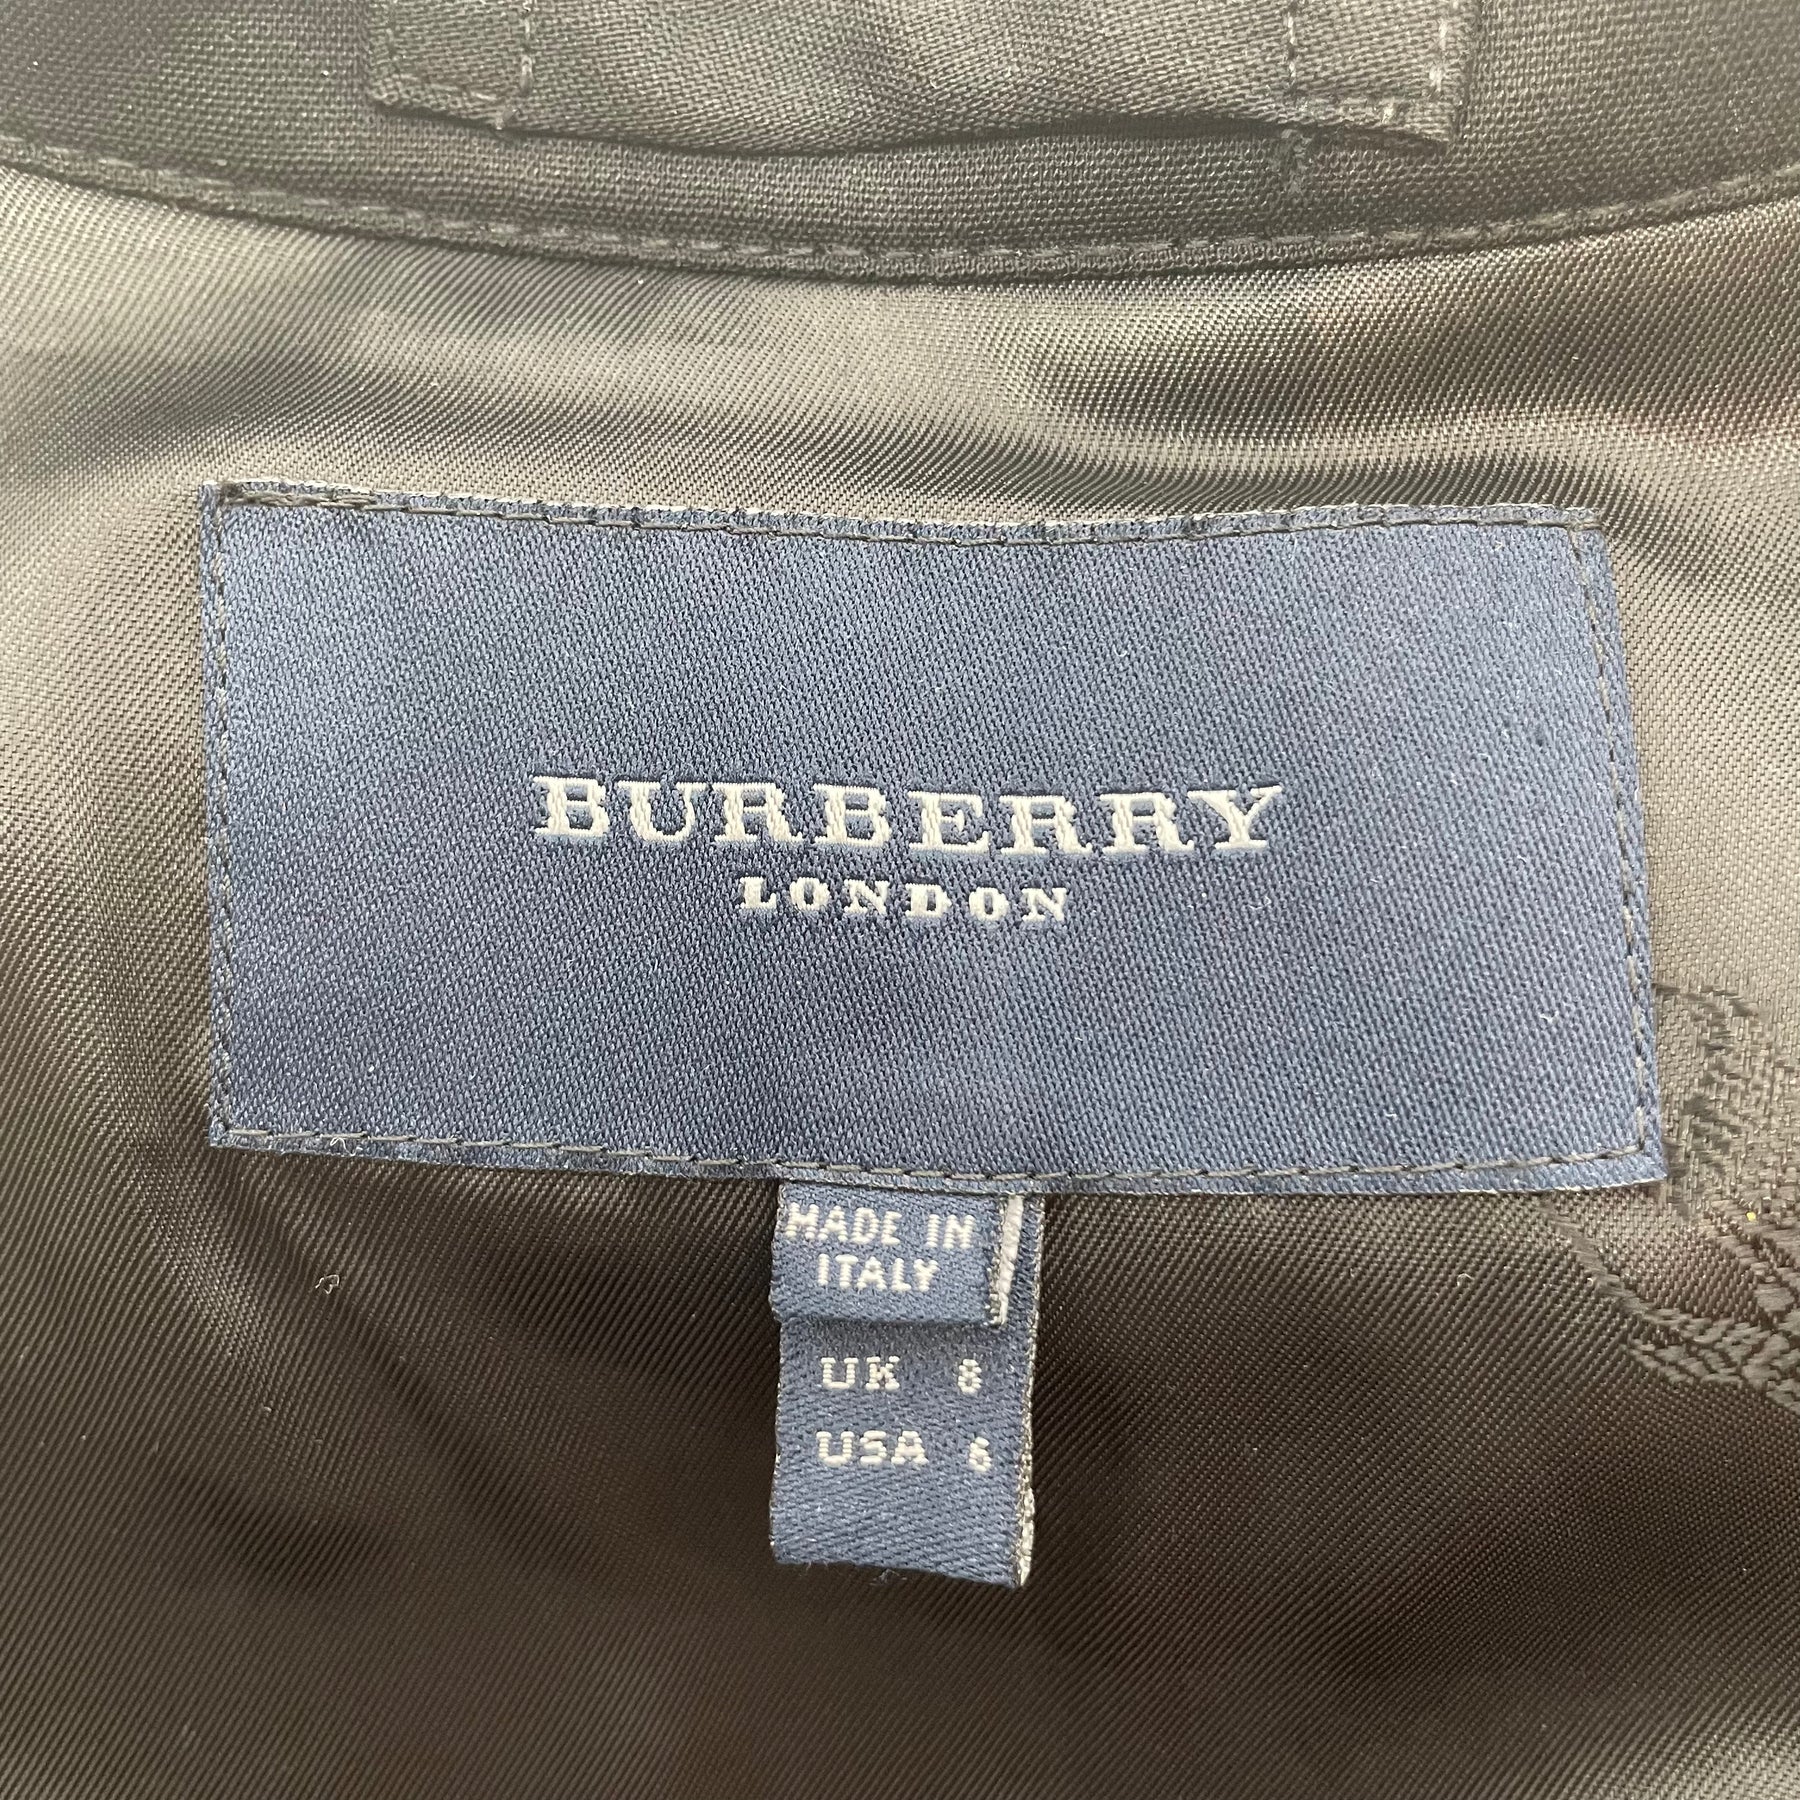 BURBERRY
LONDON
MADE IN
ITALY
UK 8
USA 6